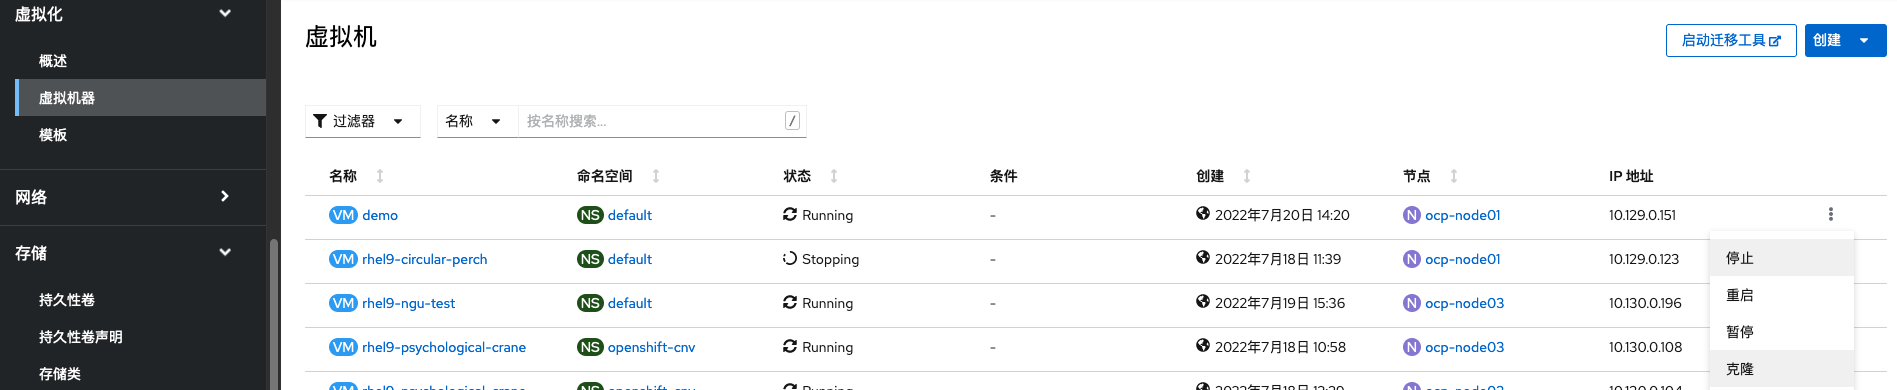 虚拟化
概述
虚拟机器
模板
网络
存储
持久性卷
持久性卷声明
存储类
虚拟机
启动迁移工具
创建
过滤器
名称
按名称搜索...
/
名称 命名空间 状态 条件 创建 节点 IP 地址
VM demo NS default Running - 2022年7月20日 14:20 N ocp-node01 10.129.0.151
VM rhel9-circular-perch NS default Stopping - 2022年7月18日 11:39 N ocp-node01 10.129.0.123
VM rhel9-ngu-test NS default Running - 2022年7月19日 15:36 N ocp-node03 10.130.0.196
VM rhel9-psychological-crane NS openshift-cnv Running - 2022年7月18日 10:58 N ocp-node03 10.130.0.108
停止
重启
暂停
克隆